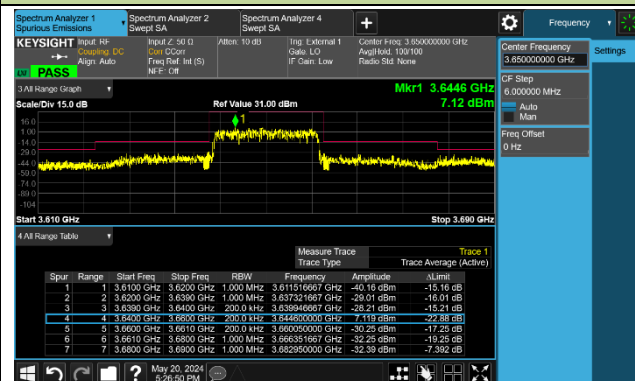 Spectrum Analyzer 1
Spurious Emissions
Spectrum Analyzer 2
Swept SA
Spectrum Analyzer 4
Swept SA
Frequency
KEYSIGHT Input: RF
Coupling: DC
Align: Auto
Input Z: 50 Ω
Corr CCorr
Freq Ref: Int (S)
NFE: Off
Atten: 10 dB
Trig: External 1
Gate: LO
IF Gain: Low
Center Freq: 3.650000000 GHz
Avg|Hold: 100/100
Radio Std: None
PASS
Center Frequency
3.650000000 GHz
Settings
CF Step
6.000000 MHz
Auto
Man
Freq Offset
0 Hz
3 All Range Graph
Mkr1 3.6446 GHz
7.12 dBm
Scale/Div 15.0 dB
Ref Value 31.00 dBm
1
16.0
1.00
-14.0
-29.0
-44.0
-59.0
-74.0
-89.0
-104
Start 3.610 GHz
Stop 3.690 GHz
4 All Range Table
Measure Trace Trace 1
Trace Type Trace Average (Active)
Spur Range Start Freq Stop Freq RBW Frequency Amplitude ΔLimit
1 1 3.6100 GHz 3.6200 GHz 1.000 MHz 3.611516667 GHz -40.16 dBm -15.16 dB
2 2 3.6200 GHz 3.6390 GHz 1.000 MHz 3.637321667 GHz -29.01 dBm -16.01 dB
3 3 3.6390 GHz 3.6400 GHz 200.0 kHz 3.639946667 GHz -28.21 dBm -15.21 dB
4 4 3.6400 GHz 3.6600 GHz 200.0 kHz 3.644600000 GHz 7.119 dBm -22.88 dB
5 5 3.6600 GHz 3.6610 GHz 200.0 kHz 3.660050000 GHz -30.25 dBm -17.25 dB
6 6 3.6610 GHz 3.6800 GHz 1.000 MHz 3.666351667 GHz -32.25 dBm -19.25 dB
7 7 3.6800 GHz 3.6900 GHz 1.000 MHz 3.682950000 GHz -32.39 dBm -7.392 dB
May 20, 2024
5:26:50 PM